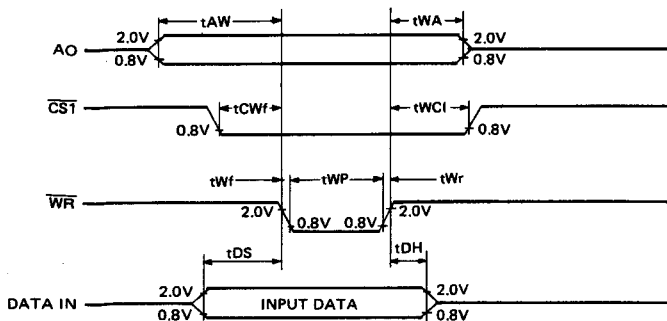 tAW tWA
AO 2.0V 0.8V 2.0V 0.8V
CS1 tCWf tWCI
0.8V 0.8V
tWf tWP tWr
WR 2.0V 0.8V 0.8V 2.0V
tDS tDH
DATA IN 2.0V 0.8V INPUT DATA 2.0V 0.8V